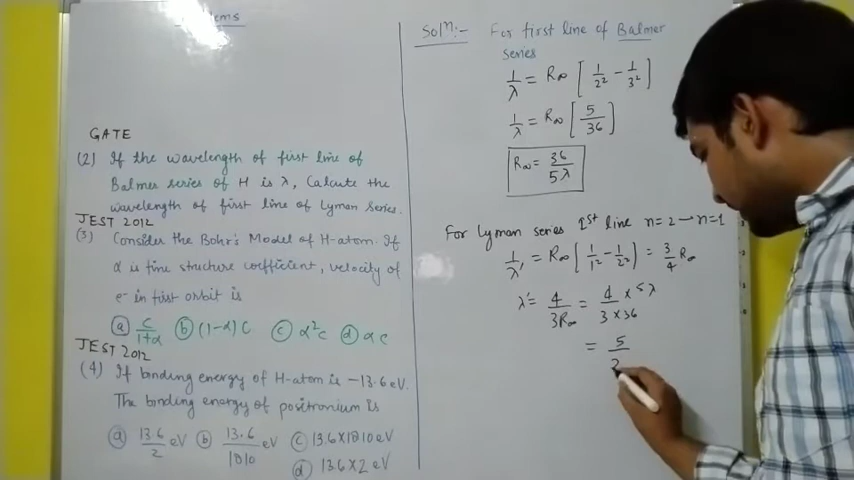 GATE
(2) If the wavelength of first line of
Balmer series of H is λ, Calcute the
wavelength of first line of Lyman Series.
JEST 2012
(3) Consider the Bohr's Model of H-atom. If
α is fine structure coefficient, velocity of
e- in first orbit is
(a) C/1+α (b) (1-α) C (c) α²c (d) α c
JEST 2012
(4) If binding energy of H-atom is -13.6 eV.
The binding energy of positronium is
(a) 13.6/2 eV (b) 13.6/1810 eV (c) 13.6×1810 eV
(d) 13.6×2 eV
Solⁿ:- For first line of Balmer
series
1/λ = R∞ [1/2² - 1/3²]
1/λ = R∞ [5/36]
R∞ = 36/5λ
For Lyman series 1st line n=2 → n=1
1/λ' = R∞ [1/1² - 1/2²] = 3/4 R∞
λ' = 4/3R∞ = 4/3×36 × 5λ
= 5/2